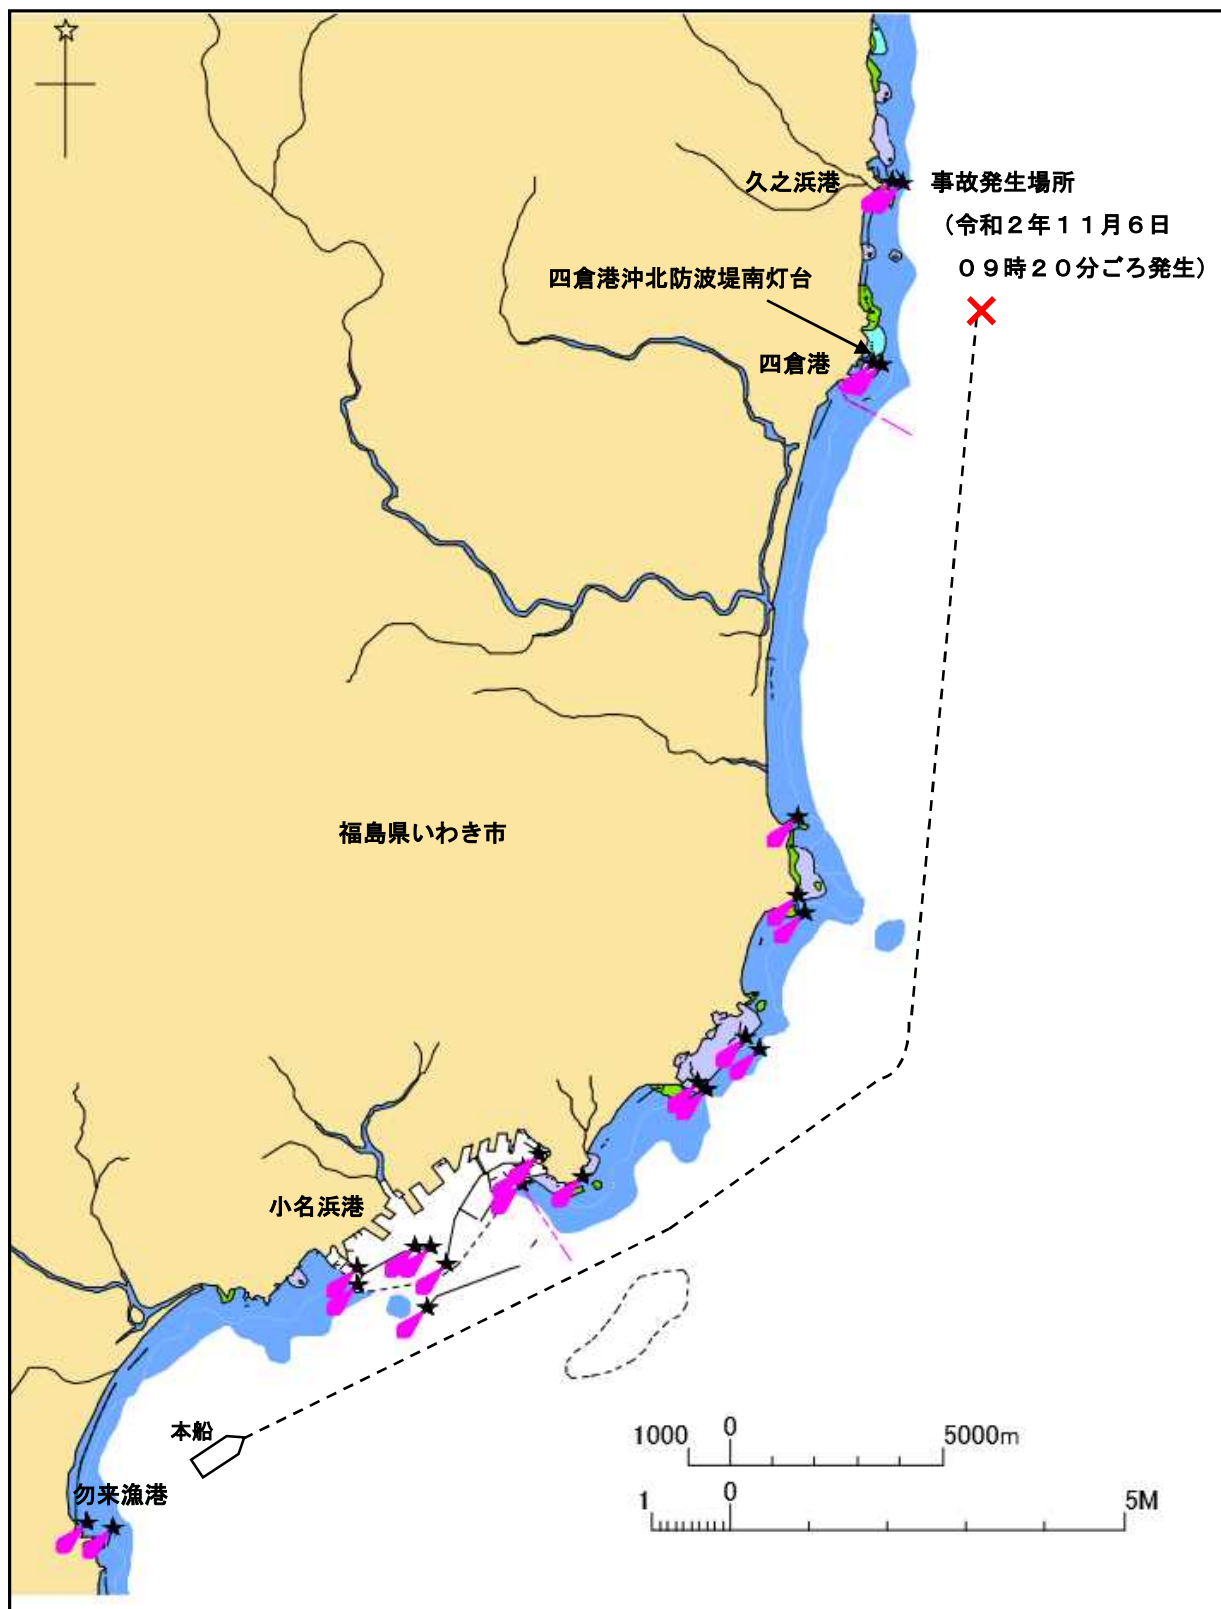 久之浜港
事故発生場所
(令和２年１１月６日
０９時２０分ごろ発生)
四倉港沖北防波堤南灯台
四倉港
福島県いわき市
小名浜港
本船
勿来漁港
1000 0 5000m
1 0 5M